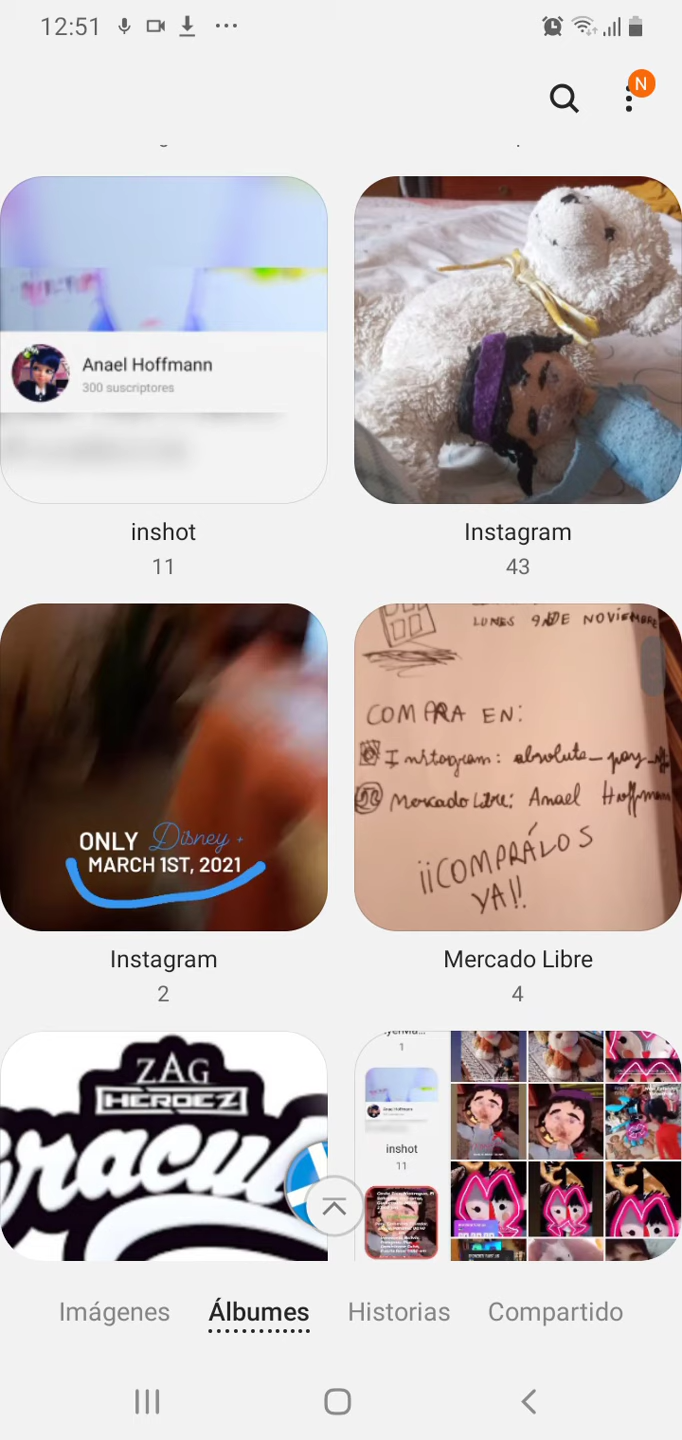 12:51
N
Anael Hoffmann
300 suscriptores
inshot
11
Instagram
43
ONLY Disney+
MARCH 1ST, 2021
Instagram
2
LUNES 9 DE NOVIEMBRE
COMPRA EN:
Instagram: absolute_
Mercado Libre: Anael Hoffmann
¡¡COMPRÁLOS
YA!!
Mercado Libre
4
ZAG
HEROEZ
1
inshot
11
Imágenes
Álbumes
Historias
Compartido